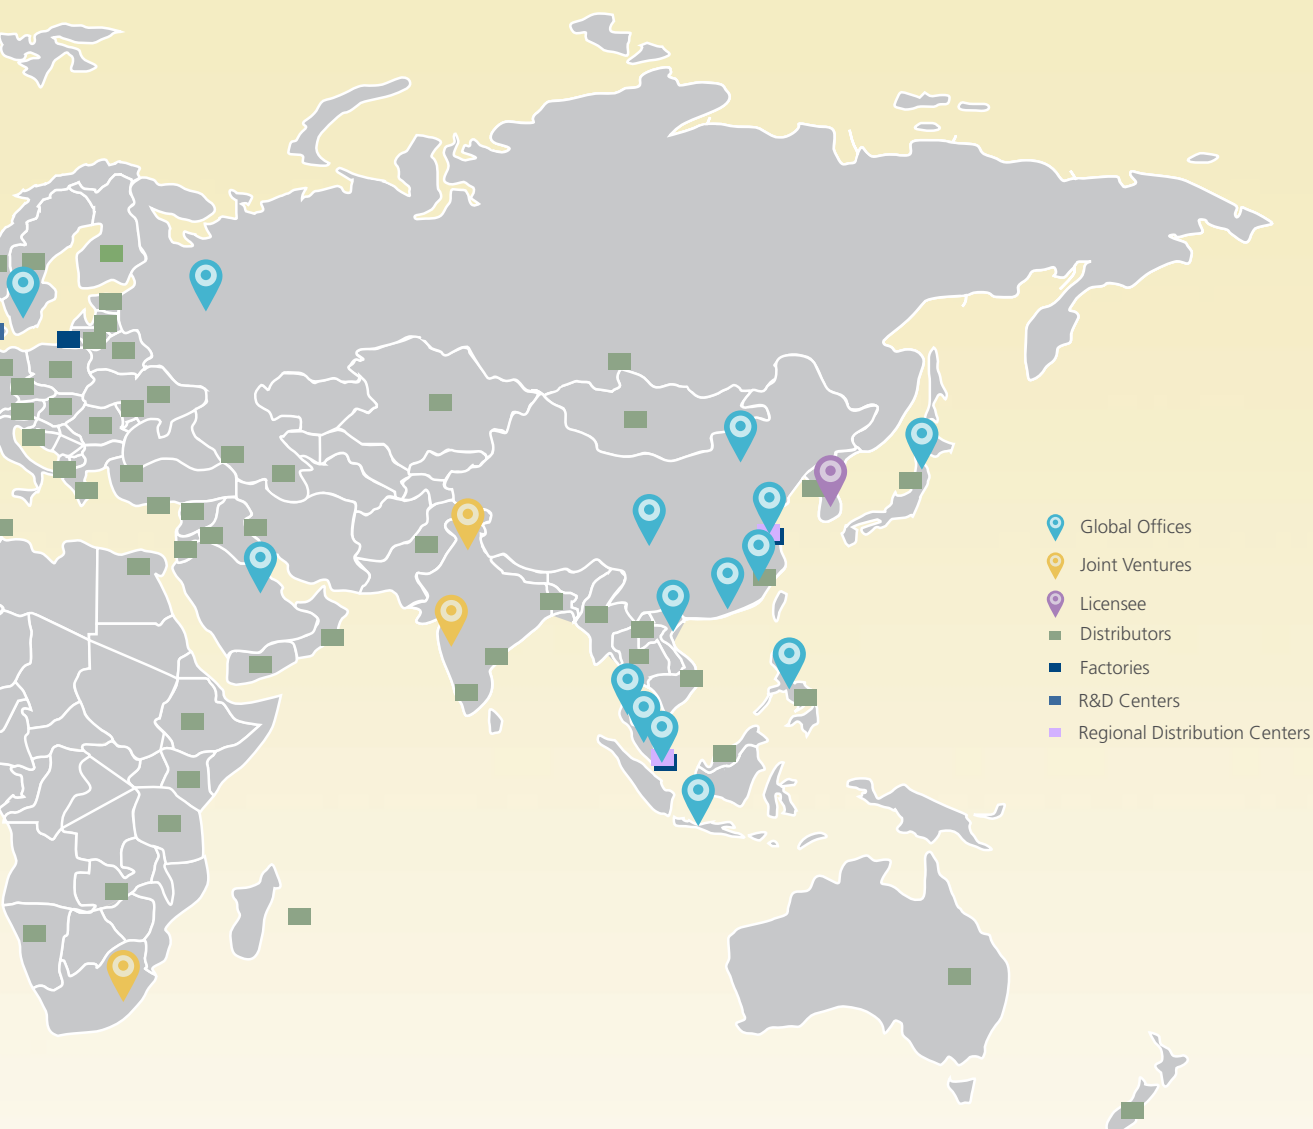 Global Offices
Joint Ventures
Licensee
Distributors
Factories
R&D Centers
Regional Distribution Centers